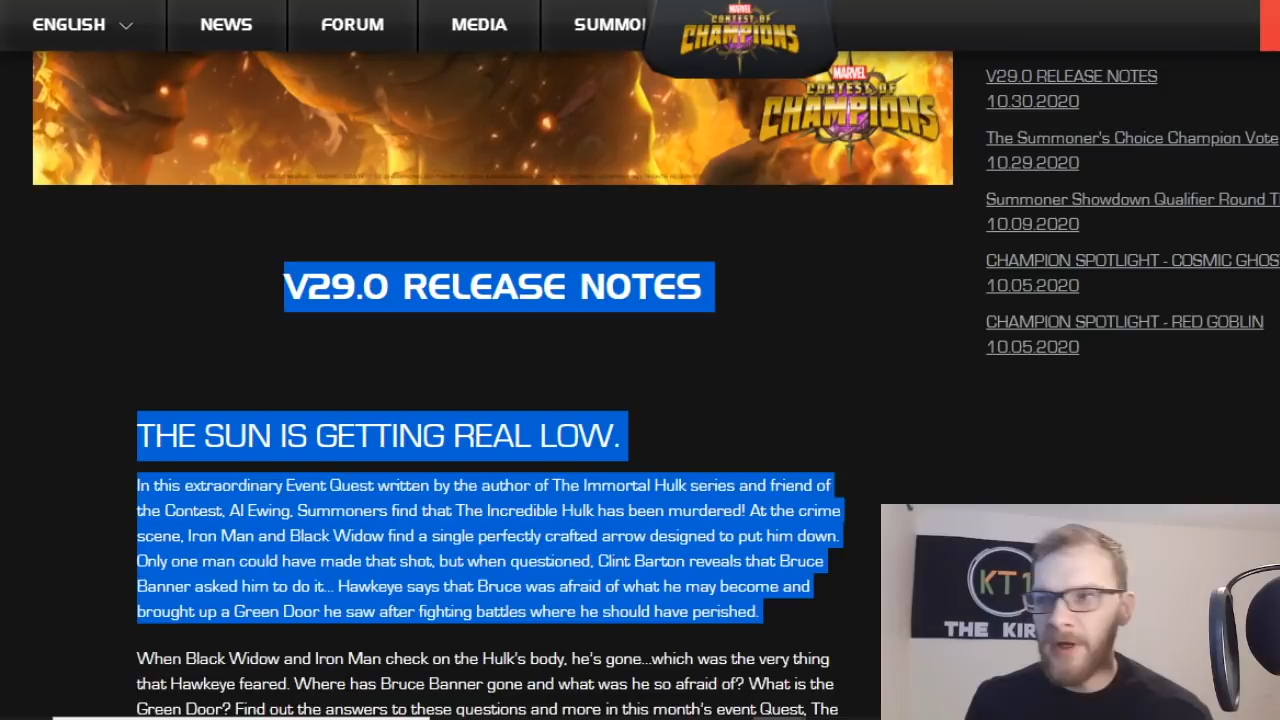 ENGLISH
NEWS
FORUM
MEDIA
SUMMO
MARVEL
CONTEST OF
CHAMPIONS
MARVEL
CONTEST OF
CHAMPIONS
V29.0 RELEASE NOTES
THE SUN IS GETTING REAL LOW.
In this extraordinary Event Quest written by the author of The Immortal Hulk series and friend of
the Contest, Al Ewing, Summoners find that The Incredible Hulk has been murdered! At the crime
scene, Iron Man and Black Widow find a single perfectly crafted arrow designed to put him down.
Only one man could have made that shot, but when questioned, Clint Barton reveals that Bruce
Banner asked him to do it... Hawkeye says that Bruce was afraid of what he may become and
brought up a Green Door he saw after fighting battles where he should have perished.
When Black Widow and Iron Man check on the Hulk's body, he's gone...which was the very thing
that Hawkeye feared. Where has Bruce Banner gone and what was he so afraid of? What is the
Green Door? Find out the answers to these questions and more in this month's event Quest, The
V29.0 RELEASE NOTES
10.30.2020
The Summoner's Choice Champion Vote
10.29.2020
Summoner Showdown Qualifier Round T
10.09.2020
CHAMPION SPOTLIGHT - COSMIC GHOS
10.05.2020
CHAMPION SPOTLIGHT - RED GOBLIN
10.05.2020
KT1
THE KIR